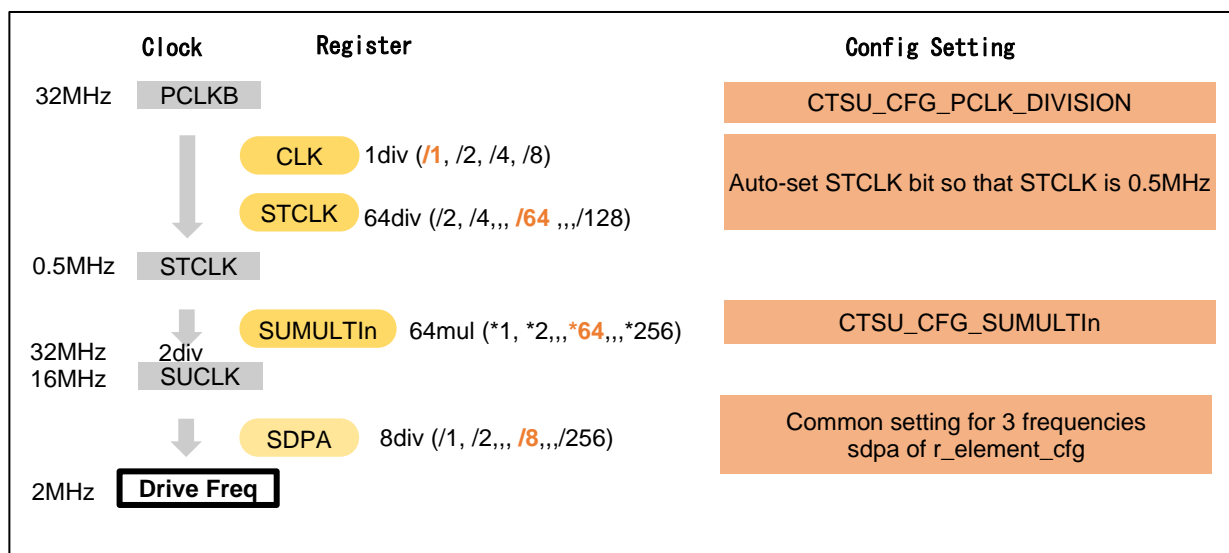 Clock Register Config Setting
32MHz PCLKB CTSU_CFG_PCLK_DIVISION
CLK 1div (/1, /2, /4, /8)
Auto-set STCLK bit so that STCLK is 0.5MHz
STCLK 64div (/2, /4,,, /64 ,,,/128)
0.5MHz STCLK
SUMULTIn 64mul (*1, *2,,,*64,,,*256) CTSU_CFG_SUMULTIn
32MHz 2div
16MHz SUCLK
SDPA 8div (/1, /2,,, /8,,,/256)
Common setting for 3 frequencies
sdpa of r_element_cfg
2MHz Drive Freq